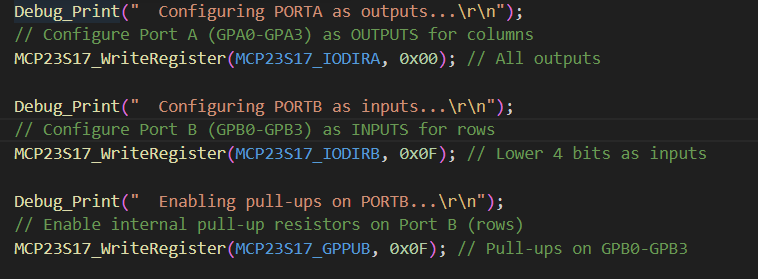 Debug_Print("  Configuring PORTA as outputs...\r\n");
// Configure Port A (GPA0-GPA3) as OUTPUTS for columns
MCP23S17_WriteRegister(MCP23S17_IODIRA, 0x00); // All outputs
Debug_Print("  Configuring PORTB as inputs...\r\n");
// Configure Port B (GPB0-GPB3) as INPUTS for rows
MCP23S17_WriteRegister(MCP23S17_IODIRB, 0x0F); // Lower 4 bits as inputs
Debug_Print("  Enabling pull-ups on PORTB...\r\n");
// Enable internal pull-up resistors on Port B (rows)
MCP23S17_WriteRegister(MCP23S17_GPPUB, 0x0F); // Pull-ups on GPB0-GPB3